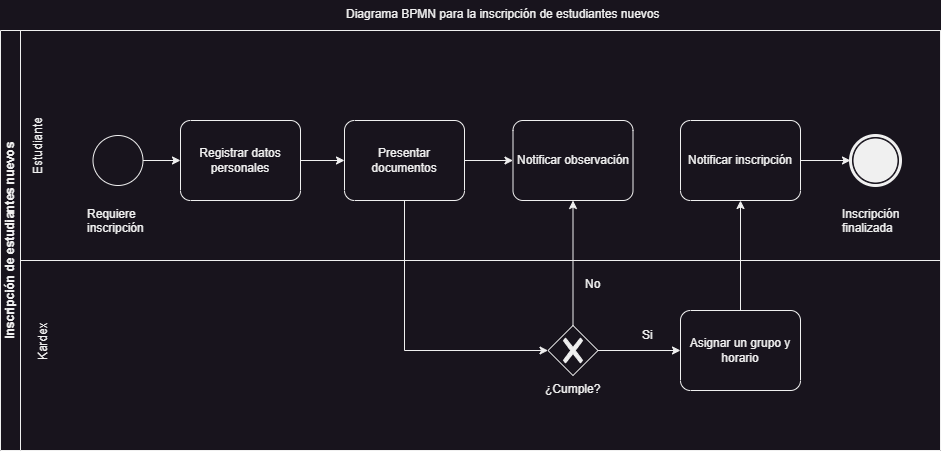 Diagrama BPMN para la inscripción de estudiantes nuevos
Inscripción de estudiantes nuevos
Estudiante
Requiere
inscripción
Registrar datos
personales
Presentar
documentos
Notificar observación
Notificar inscripción
Inscripción
finalizada
Kardex
No
¿Cumple?
Si
Asignar un grupo y
horario